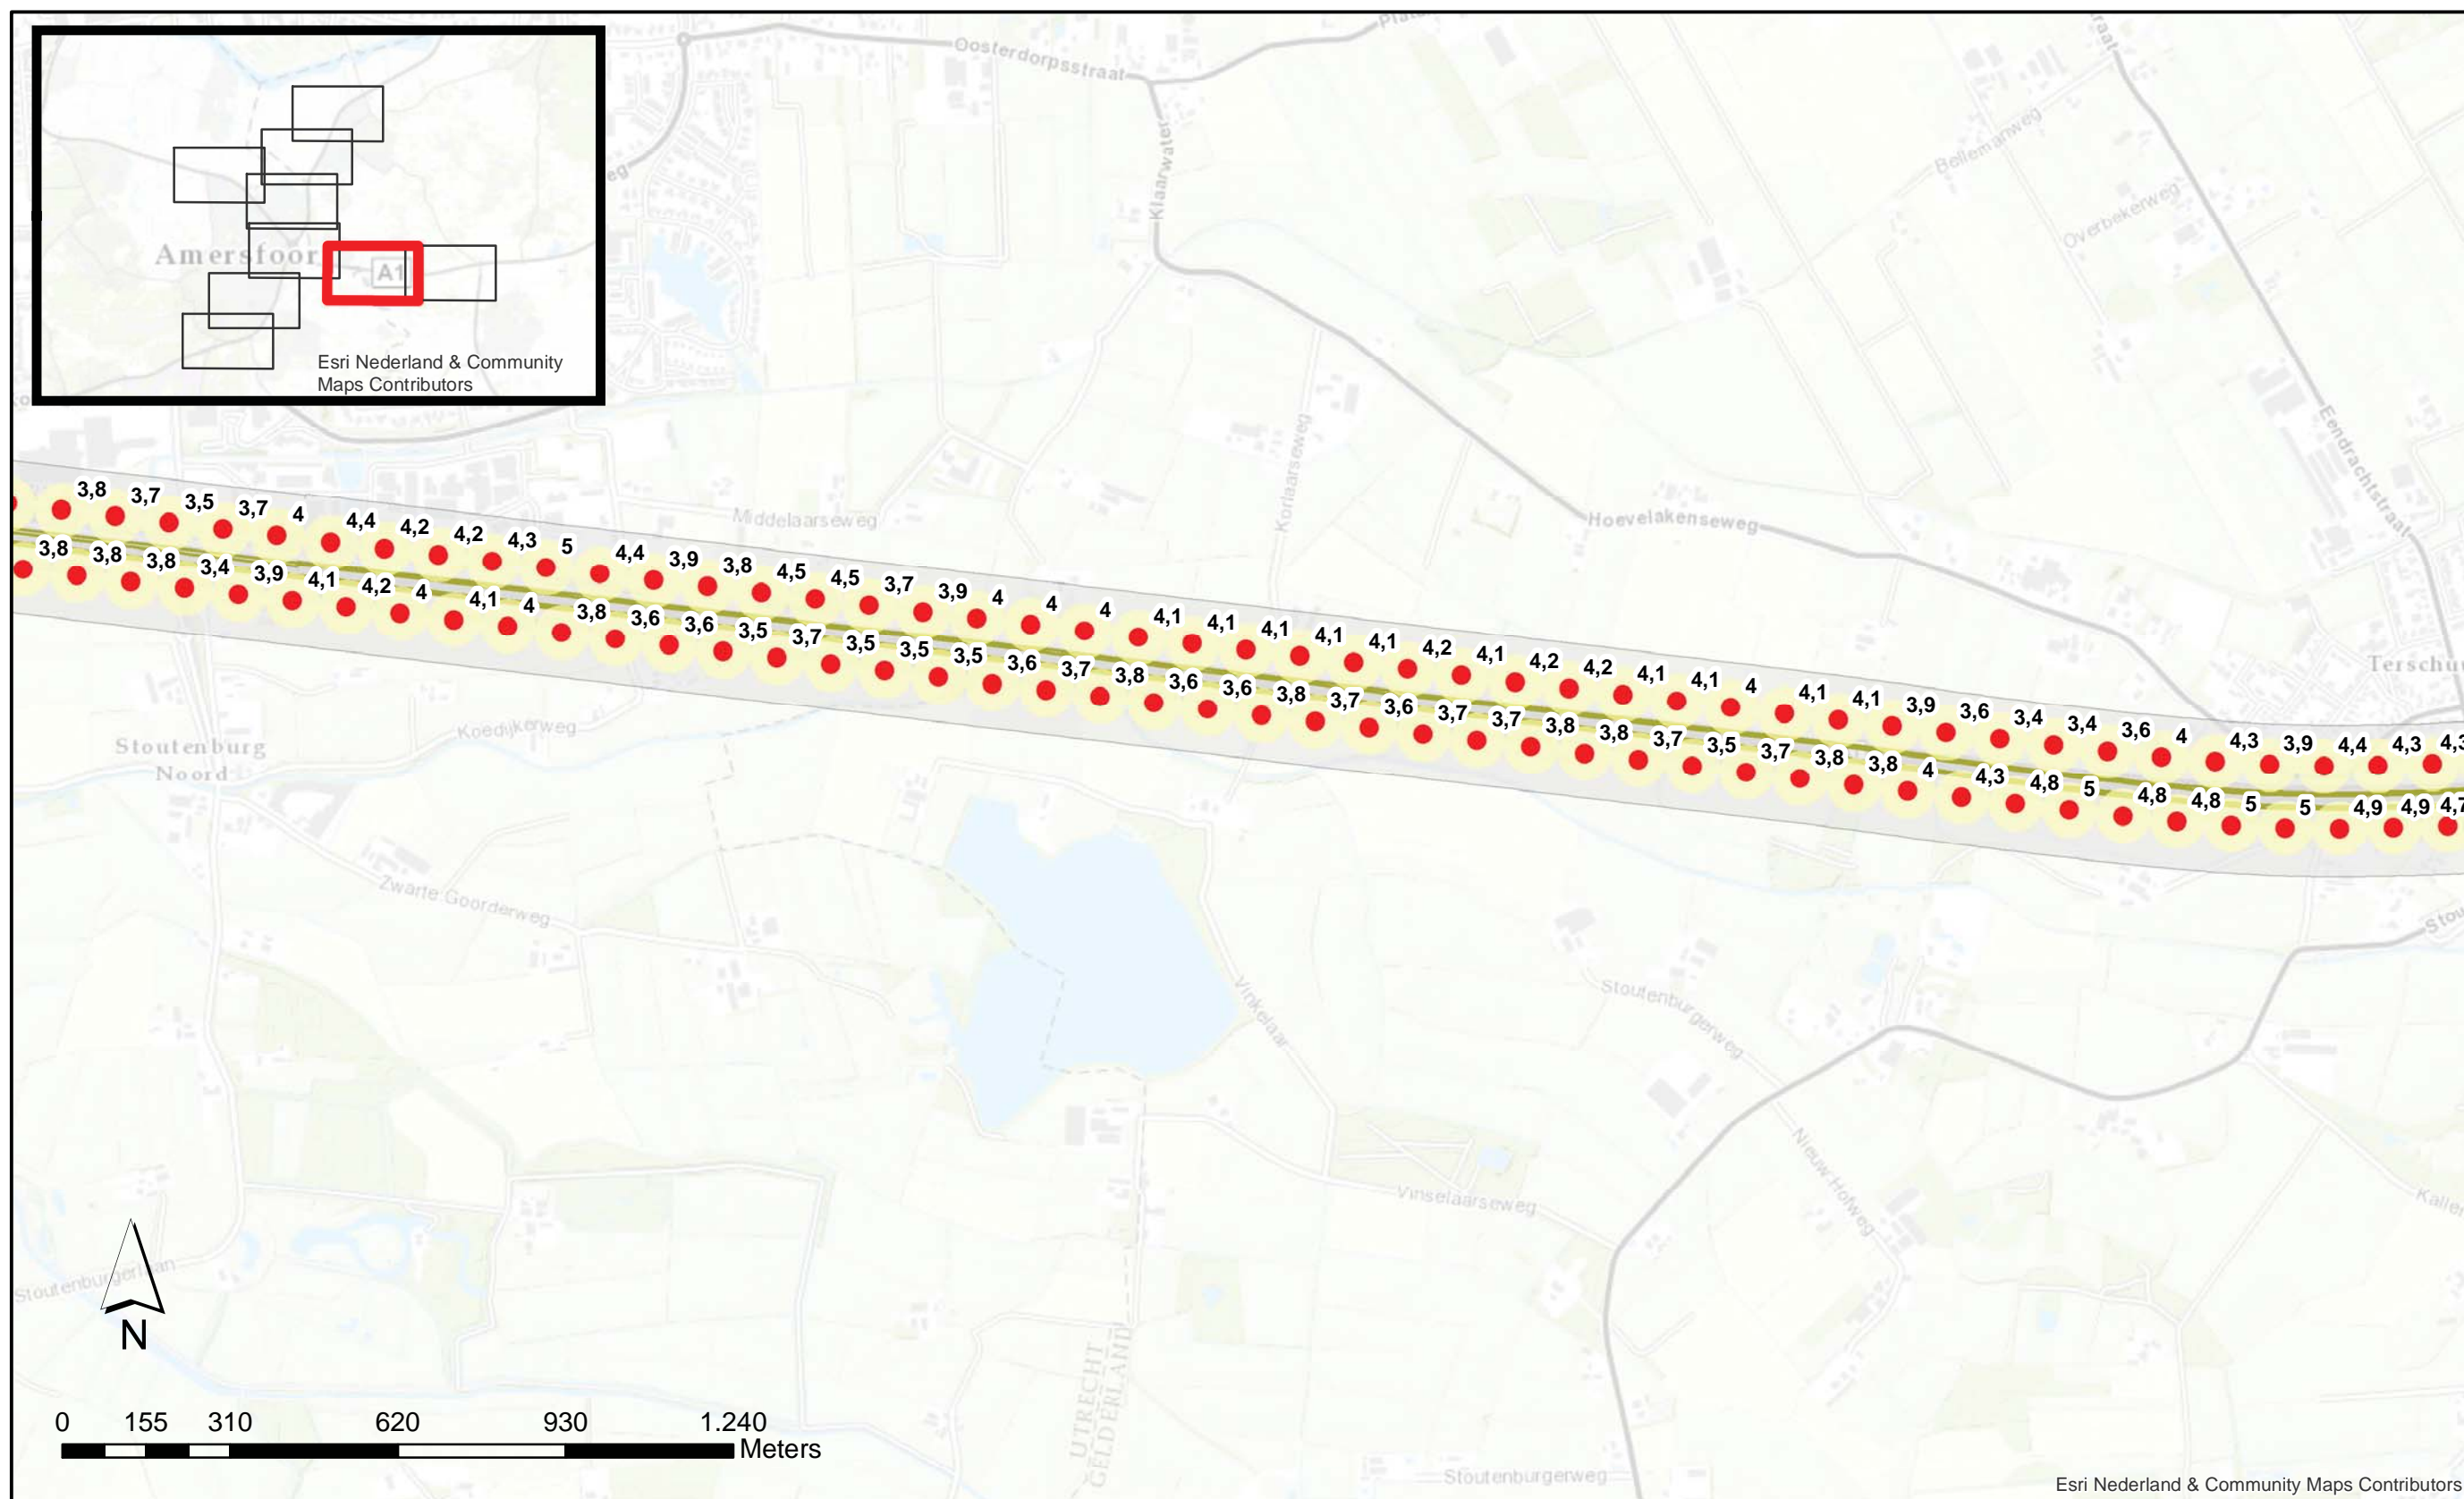 Oosterdorpsstraat
Klaarwater
Bellemanweg
Overbekerweg
Amersfoor
A1
Esri Nederland & Community
Maps Contributors
Korlaarseweg
Eendrachtstraat
Middelaarseweg
Hoevelakenseweg
3,8 3,7 3,5 3,7 4 4,4 4,2 4,2 4,3 5 4,4 3,9 3,8 4,5 4,5 3,7 3,9 4 4 4 4,1 4,1 4,1 4,1 4,1 4,2 4,1 4,2 4,2 4,1 4,1 4 4,1 4,1 3,9 3,6 3,4 3,4 3,6 4 4,3 3,9 4,4 4,3 4,3
3,8 3,8 3,8 3,4 3,9 4,1 4,2 4 4,1 4 3,8 3,6 3,6 3,5 3,7 3,5 3,5 3,5 3,6 3,7 3,8 3,6 3,6 3,8 3,7 3,6 3,7 3,7 3,8 3,8 3,7 3,5 3,7 3,8 3,8 4 4,3 4,8 5 4,8 4,8 5 5 4,9 4,9 4,7
Terschu
Koedijkerweg
Stoutenburg
Noord
Zwarte Goorderweg
Stou
Vinkelaar
Stoutenburgerweg
Nieuw Hofweg
Vinselaarseweg
Kaller
Stoutenburgerlaan
N
UTRECHT
GELDERLAND
0 155 310 620 930 1.240
Meters
Stoutenburgerweg
Esri Nederland & Community Maps Contributors